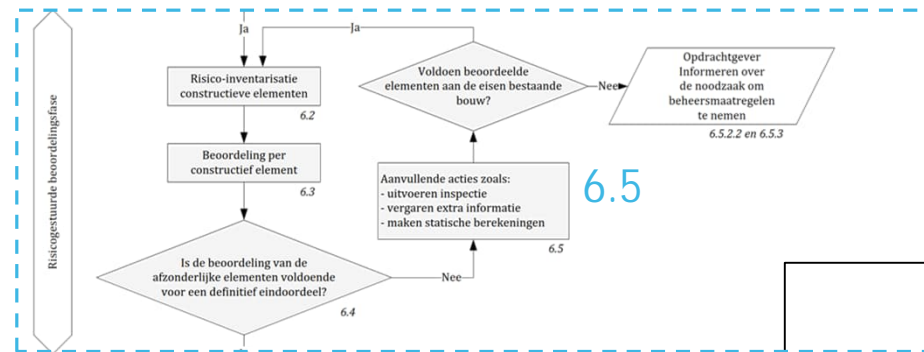 Risicogestuurde beoordelingsfase
Ja
Ja
Risico-inventarisatie
constructieve elementen
6.2
Beoordeling per
constructief element
6.3
Is de beoordeling van de
afzonderlijke elementen voldoende
voor een definitief eindoordeel?
6.4
Nee
Aanvullende acties zoals:
- uitvoeren inspectie
- vergaren extra informatie
- maken statische berekeningen
6.5
6.5
Voldoen beoordeelde
elementen aan de eisen bestaande
bouw?
Nee
Opdrachtgever
Informeren over
de noodzaak om
beheersmaatregelen
te nemen
6.5.2.2 en 6.5.3